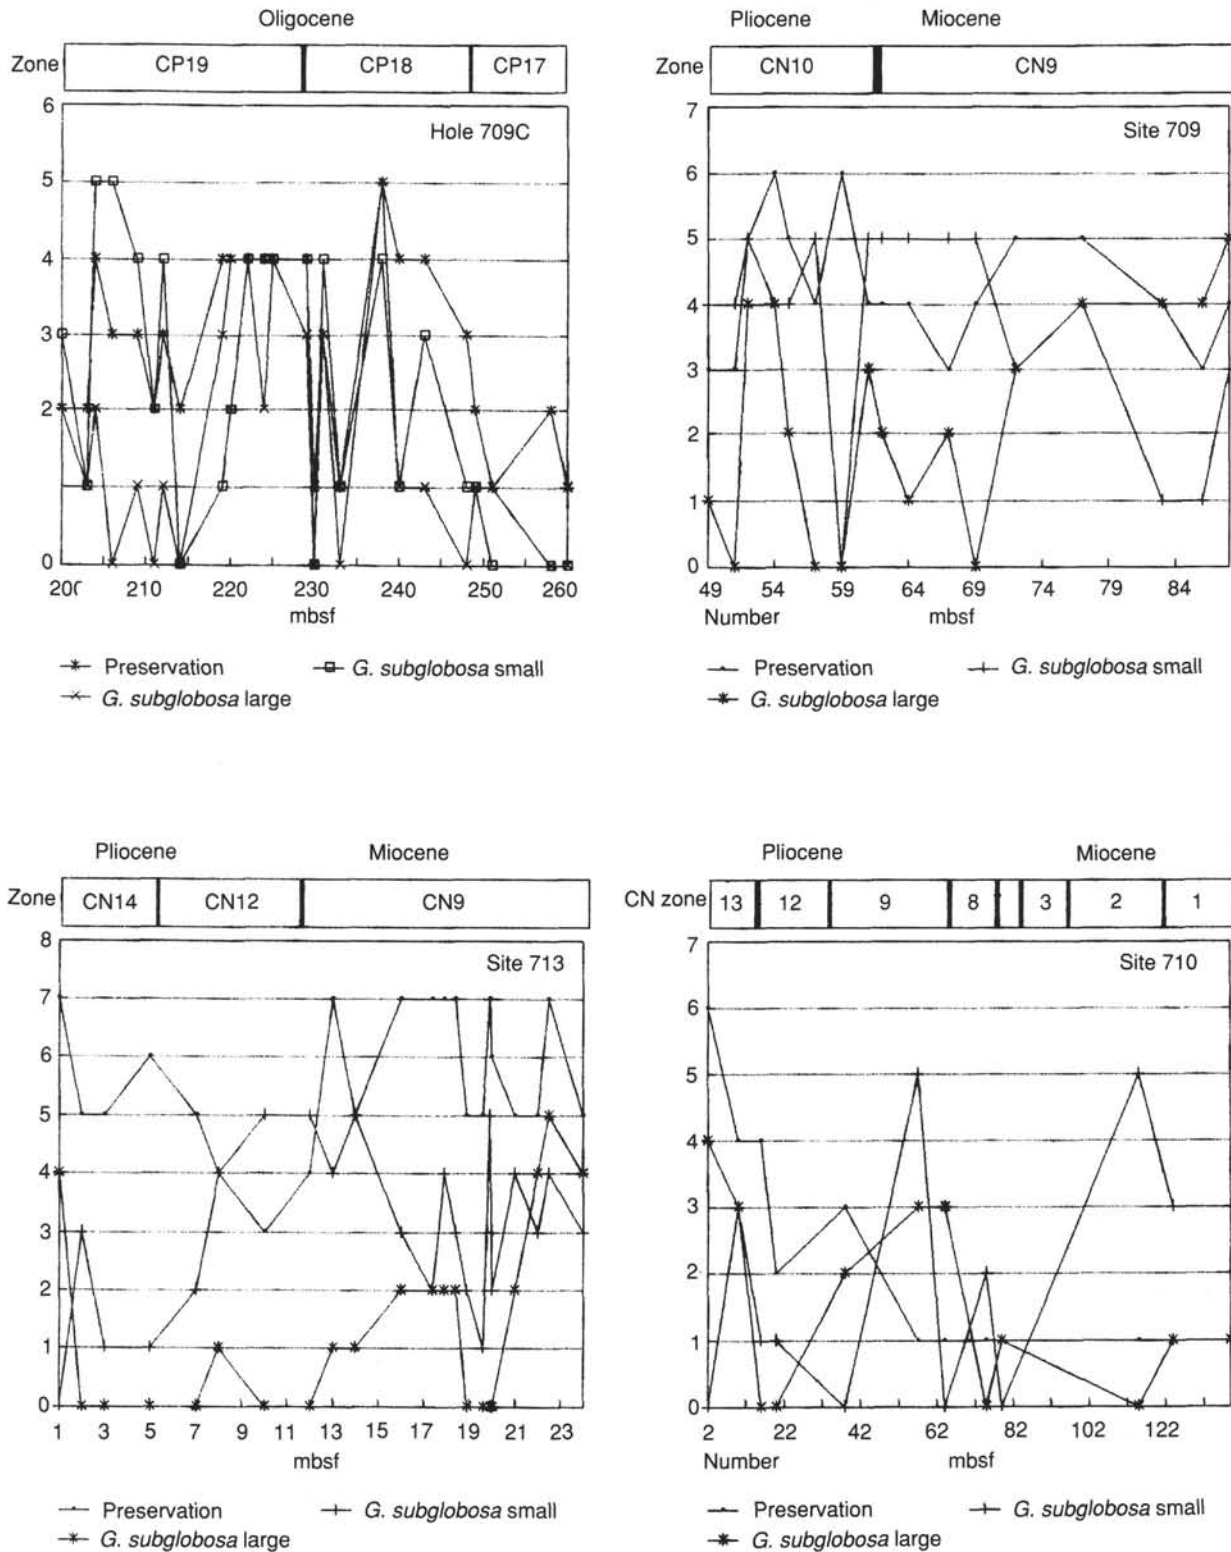 Oligocene
Zone CP19 CP18 CP17
6
Hole 709C
5
4
3
2
1
0
200 210 220 230 240 250 260
mbsf
Preservation G. subglobosa small
G. subglobosa large
Pliocene Miocene
Zone CN10 CN9
7
Site 709
6
5
4
3
2
1
0
49 54 59 64 69 74 79 84
Number mbsf
Preservation G. subglobosa small
G. subglobosa large
Pliocene Miocene
Zone CN14 CN12 CN9
8
Site 713
7
6
5
4
3
2
1
0
1 3 5 7 9 11 13 15 17 19 21 23
mbsf
Preservation G. subglobosa small
G. subglobosa large
Pliocene Miocene
CN zone 13 12 9 8 3 2 1
7
Site 710
6
5
4
3
2
1
0
2 22 42 62 82 102 122
Number mbsf
Preservation G. subglobosa small
G. subglobosa large